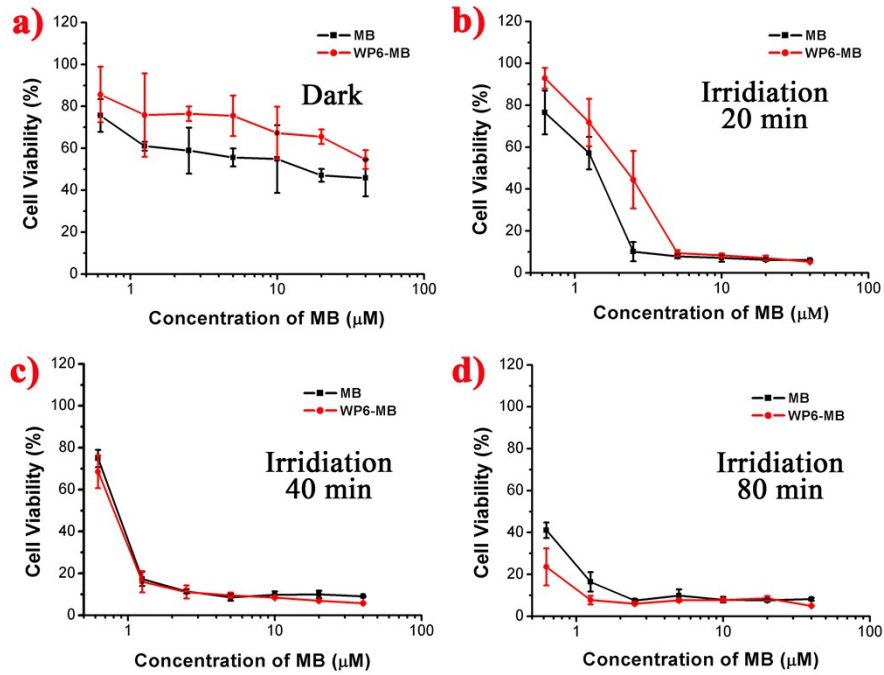 a)
120
100
80
60
40
20
0
Cell Viability (%)
MB
WP6-MB
Dark
1
10
100
Concentration of MB (μM)
b)
120
100
80
60
40
20
0
Cell Viability (%)
MB
WP6-MB
Irridiation
20 min
1
10
100
Concentration of MB (μM)
c)
120
100
80
60
40
20
0
Cell Viability (%)
MB
WP6-MB
Irridiation
40 min
1
10
100
Concentration of MB (μM)
d)
120
100
80
60
40
20
0
Cell Viability (%)
MB
WP6-MB
Irridiation
80 min
1
10
100
Concentration of MB (μM)